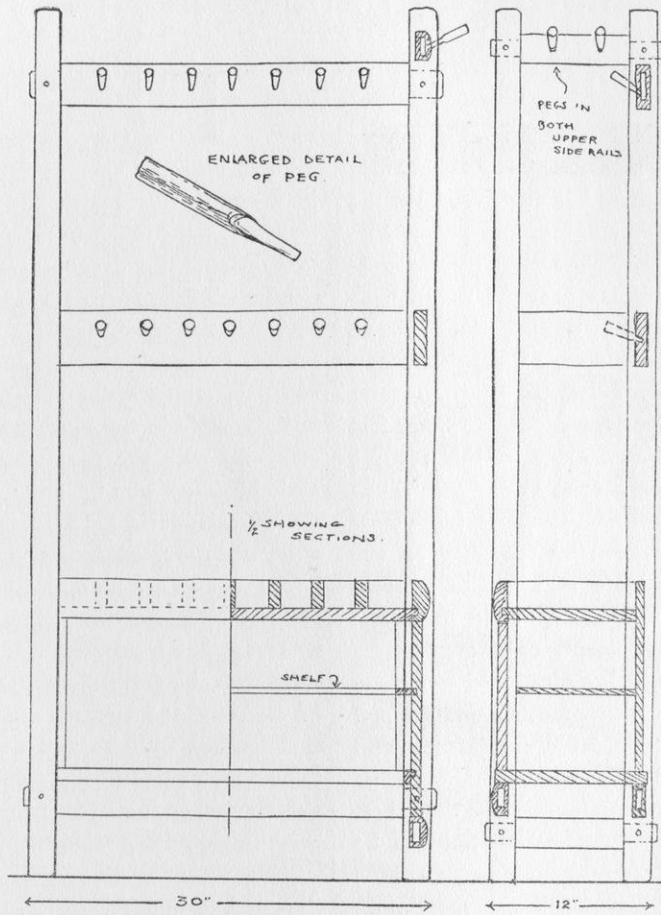 ENLARGED DETAIL
OF PEG.
PEGS IN
BOTH
UPPER
SIDE RAILS
½ SHOWING
SECTIONS.
SHELF
30"
12"